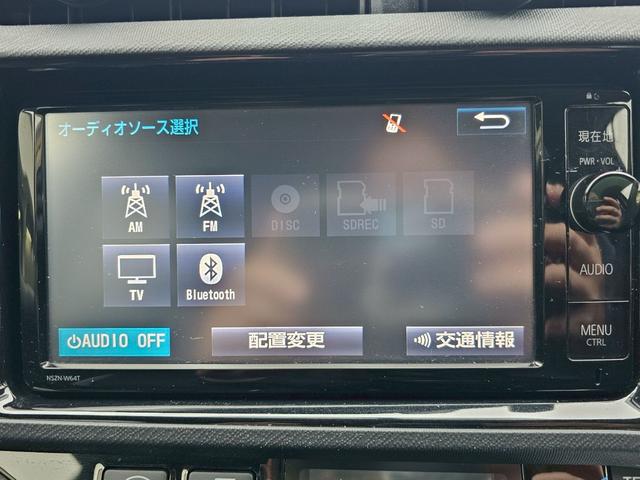 オーディオソース選択
現在地
PWR・VOL
AM
FM
DISC
SDREC
SD
TV
Bluetooth
AUDIO
MENU
CTRL
AUDIO OFF
配置変更
交通情報
NSZN-W64T